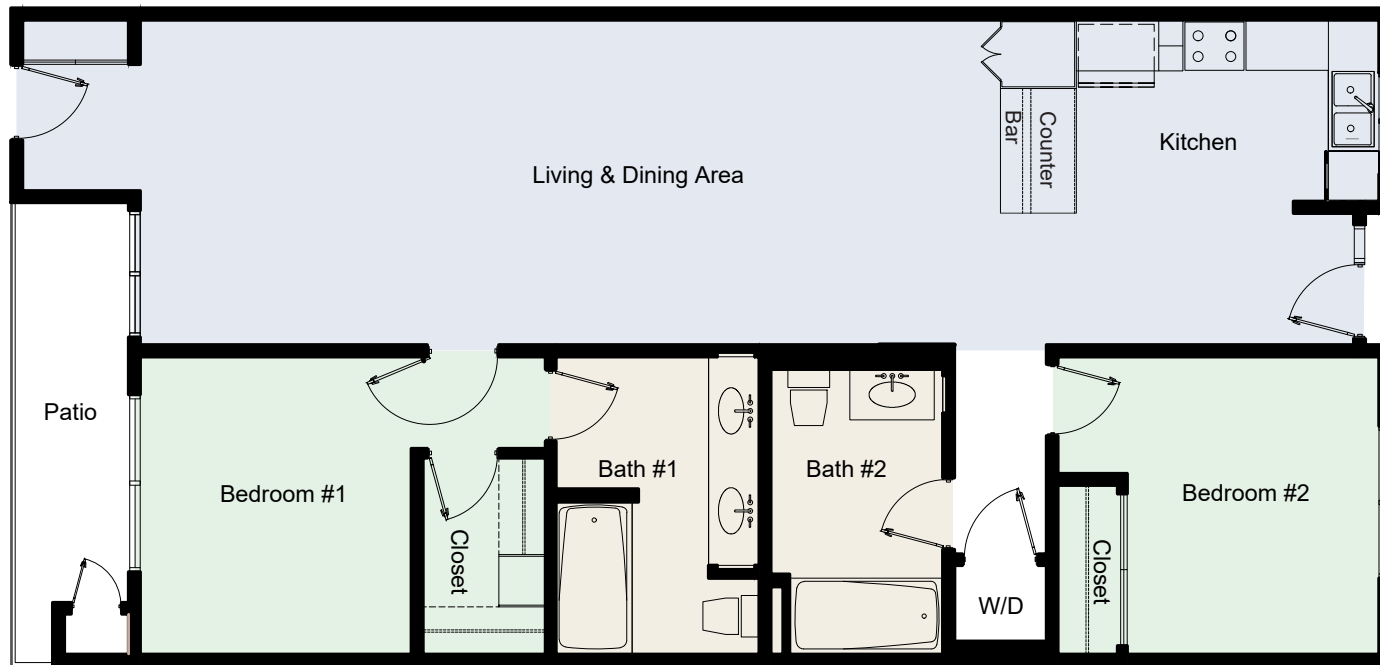 Living & Dining Area
Bar
Counter
Kitchen
Patio
Bedroom #1
Closet
Bath #1
Bath #2
W/D
Closet
Bedroom #2